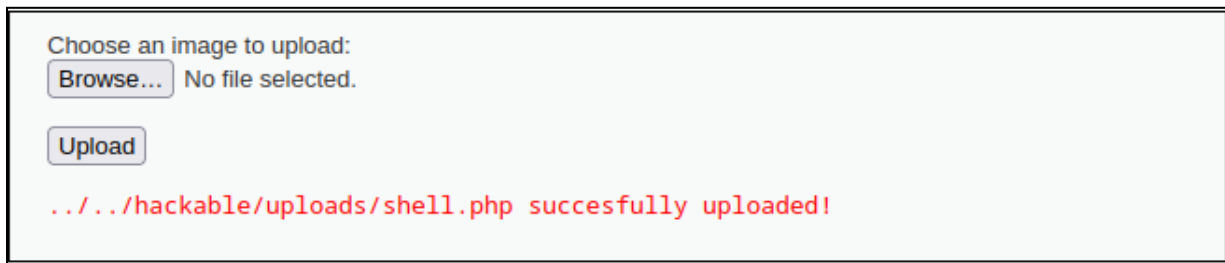 Choose an image to upload:
Browse... No file selected.
Upload
../../hackable/uploads/shell.php succesfully uploaded!